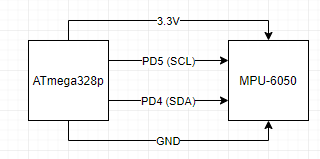 3.3V
ATmega328p
PD5 (SCL)
MPU-6050
PD4 (SDA)
GND